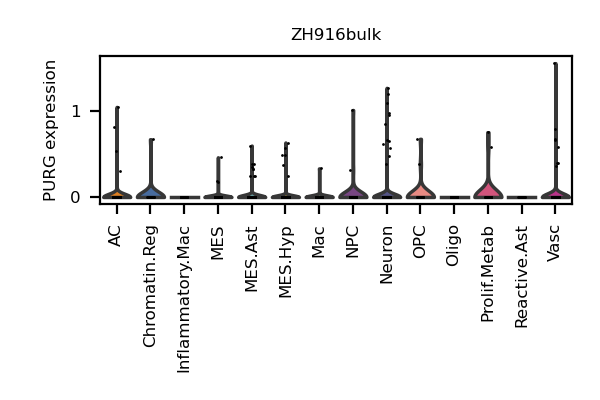 ZH916bulk
PURG expression
1
0
AC
Chromatin.Reg
Inflammatory.Mac
MES
MES.Ast
MES.Hyp
Mac
NPC
Neuron
OPC
Oligo
Prolif.Metab
Reactive.Ast
Vasc